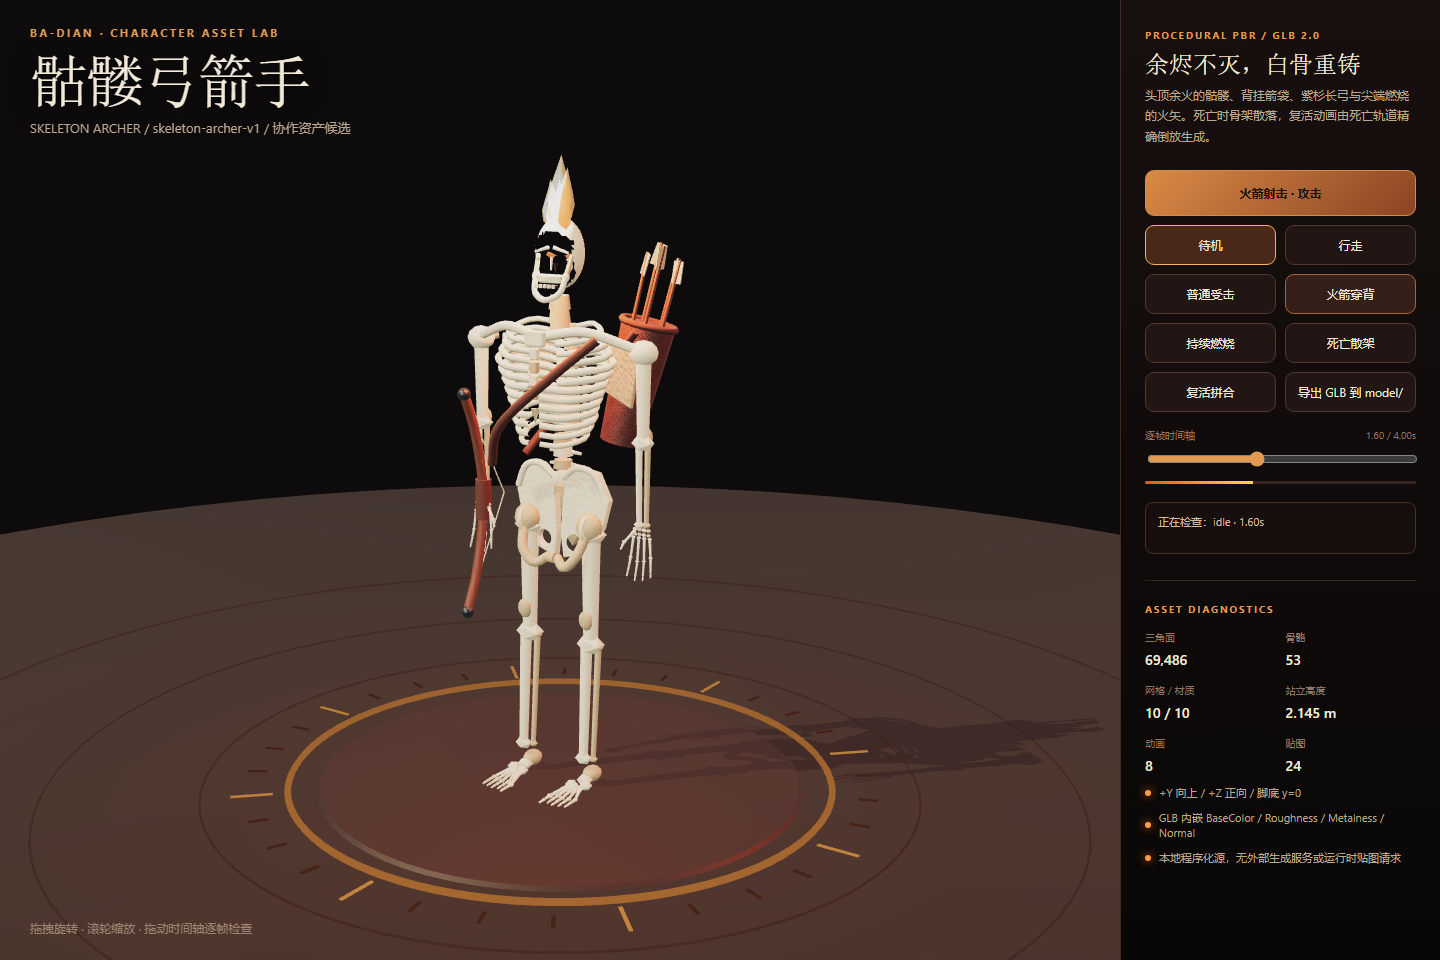 BA-DIAN · CHARACTER ASSET LAB
骷髅弓箭手
SKELETON ARCHER / skeleton-archer-v1 / 协作资产候选
拖拽旋转 · 滚轮缩放 · 拖动时间轴逐帧检查
PROCEDURAL PBR / GLB 2.0
余烬不灭，白骨重铸
头顶余火的骷髅、背挂箭袋、紫杉长弓与尖端燃烧
的火矢。死亡时骨架散落，复活动画由死亡轨道精
确倒放生成。
火箭射击 · 攻击
待机
行走
普通受击
火箭穿背
持续燃烧
死亡散架
复活拼合
导出 GLB 到 model/
逐帧时间轴
1.60 / 4.00s
正在检查：idle · 1.60s
ASSET DIAGNOSTICS
三角面
骨骼
69,486
53
网格 / 材质
站立高度
10 / 10
2.145 m
动画
贴图
8
24
+Y 向上 / +Z 正向 / 脚底 y=0
GLB 内嵌 BaseColor / Roughness / Metalness /
Normal
本地程序化源，无外部生成服务或运行时贴图请求